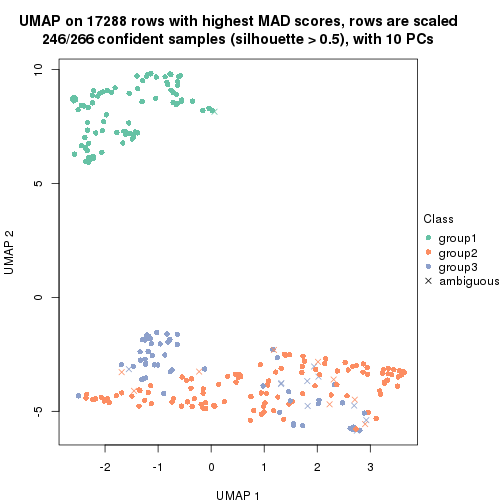 UMAP on 17288 rows with highest MAD scores, rows are scaled
246/266 confident samples (silhouette > 0.5), with 10 PCs
10
5
0
-5
UMAP 2
-2
-1
0
1
2
3
UMAP 1
Class
group1
group2
group3
ambiguous